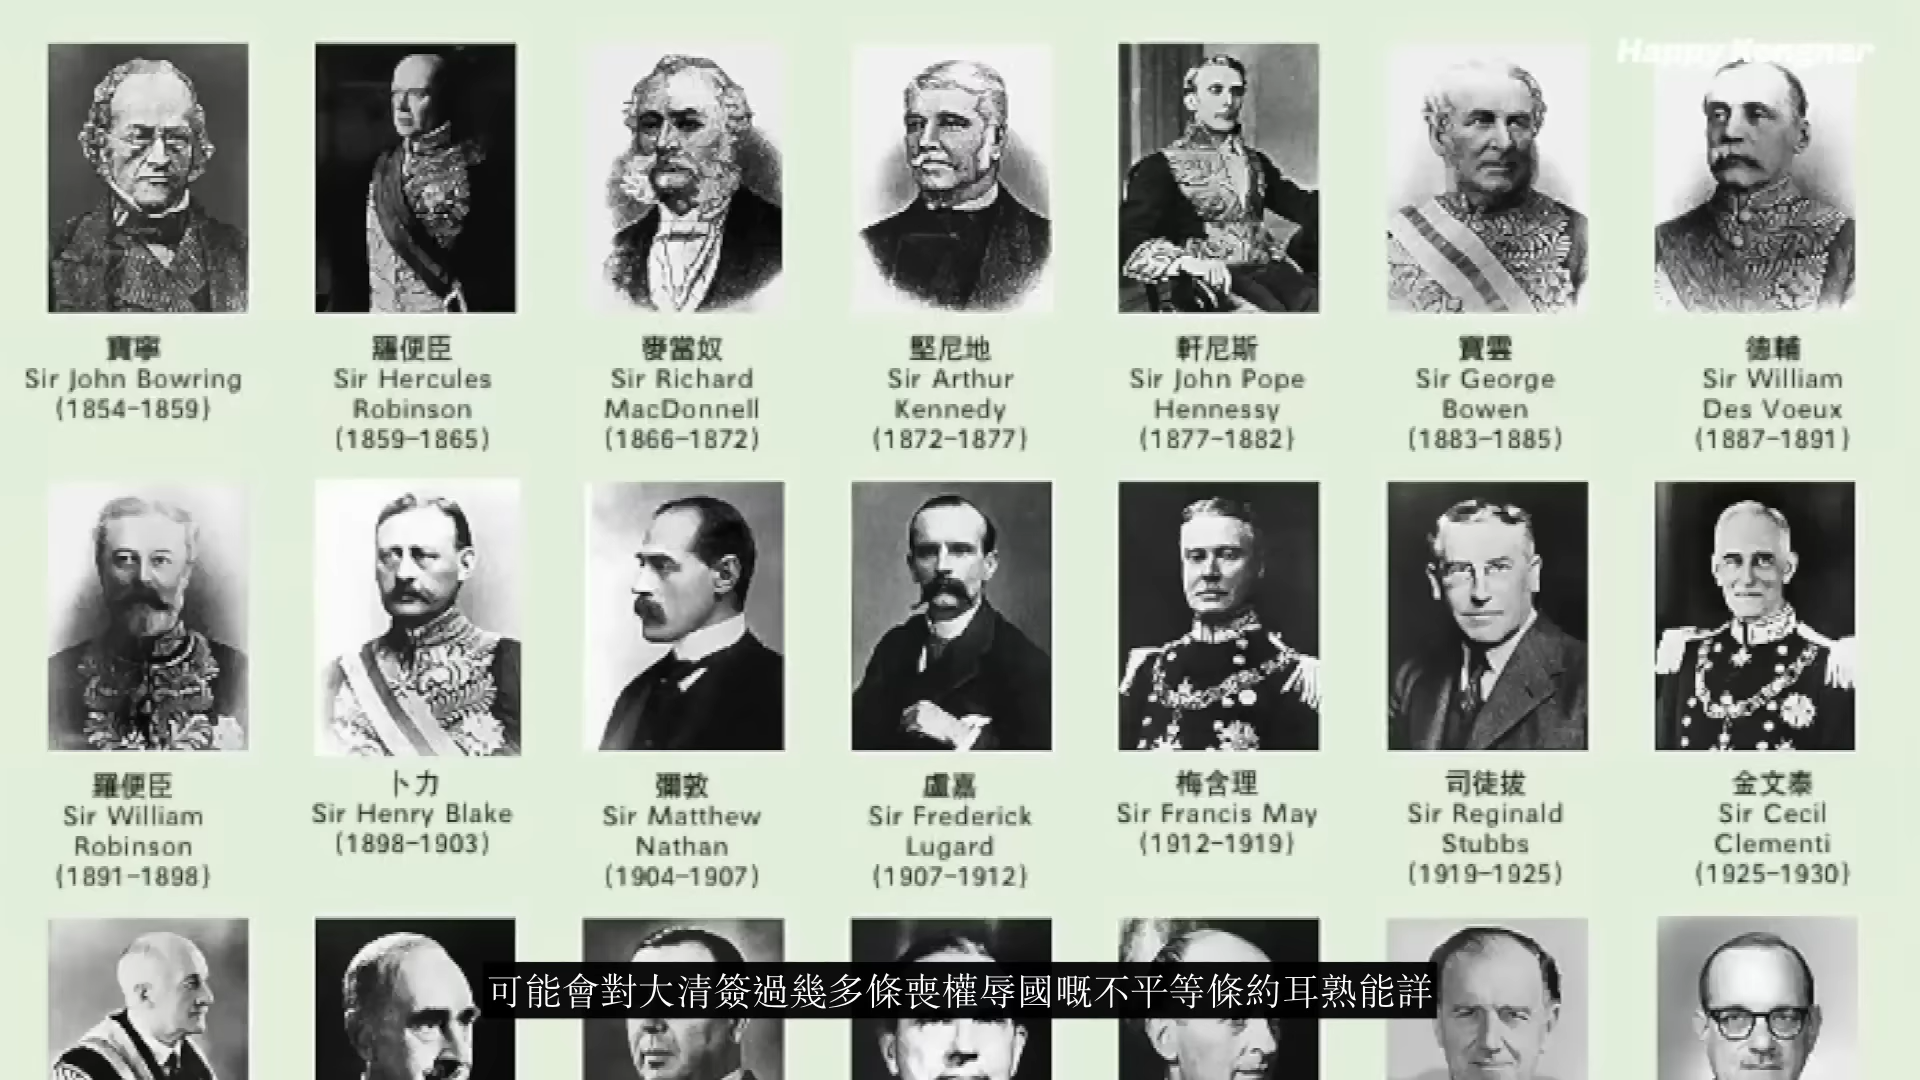 Happy Kongner
寶寧
Sir John Bowring
(1854–1859)
羅便臣
Sir Hercules
Robinson
(1859–1865)
麥當奴
Sir Richard
MacDonnell
(1866–1872)
堅尼地
Sir Arthur
Kennedy
(1872–1877)
軒尼斯
Sir John Pope
Hennessy
(1877–1882)
寶雲
Sir George
Bowen
(1883–1885)
德輔
Sir William
Des Voeux
(1887–1891)
羅便臣
Sir William
Robinson
(1891–1898)
卜力
Sir Henry Blake
(1898–1903)
彌敦
Sir Matthew
Nathan
(1904–1907)
盧嘉
Sir Frederick
Lugard
(1907–1912)
梅含理
Sir Francis May
(1912–1919)
司徒拔
Sir Reginald
Stubbs
(1919–1925)
金文泰
Sir Cecil
Clementi
(1925–1930)
可能會對大清簽過幾多條喪權辱國嘅不平等條約耳熟能詳